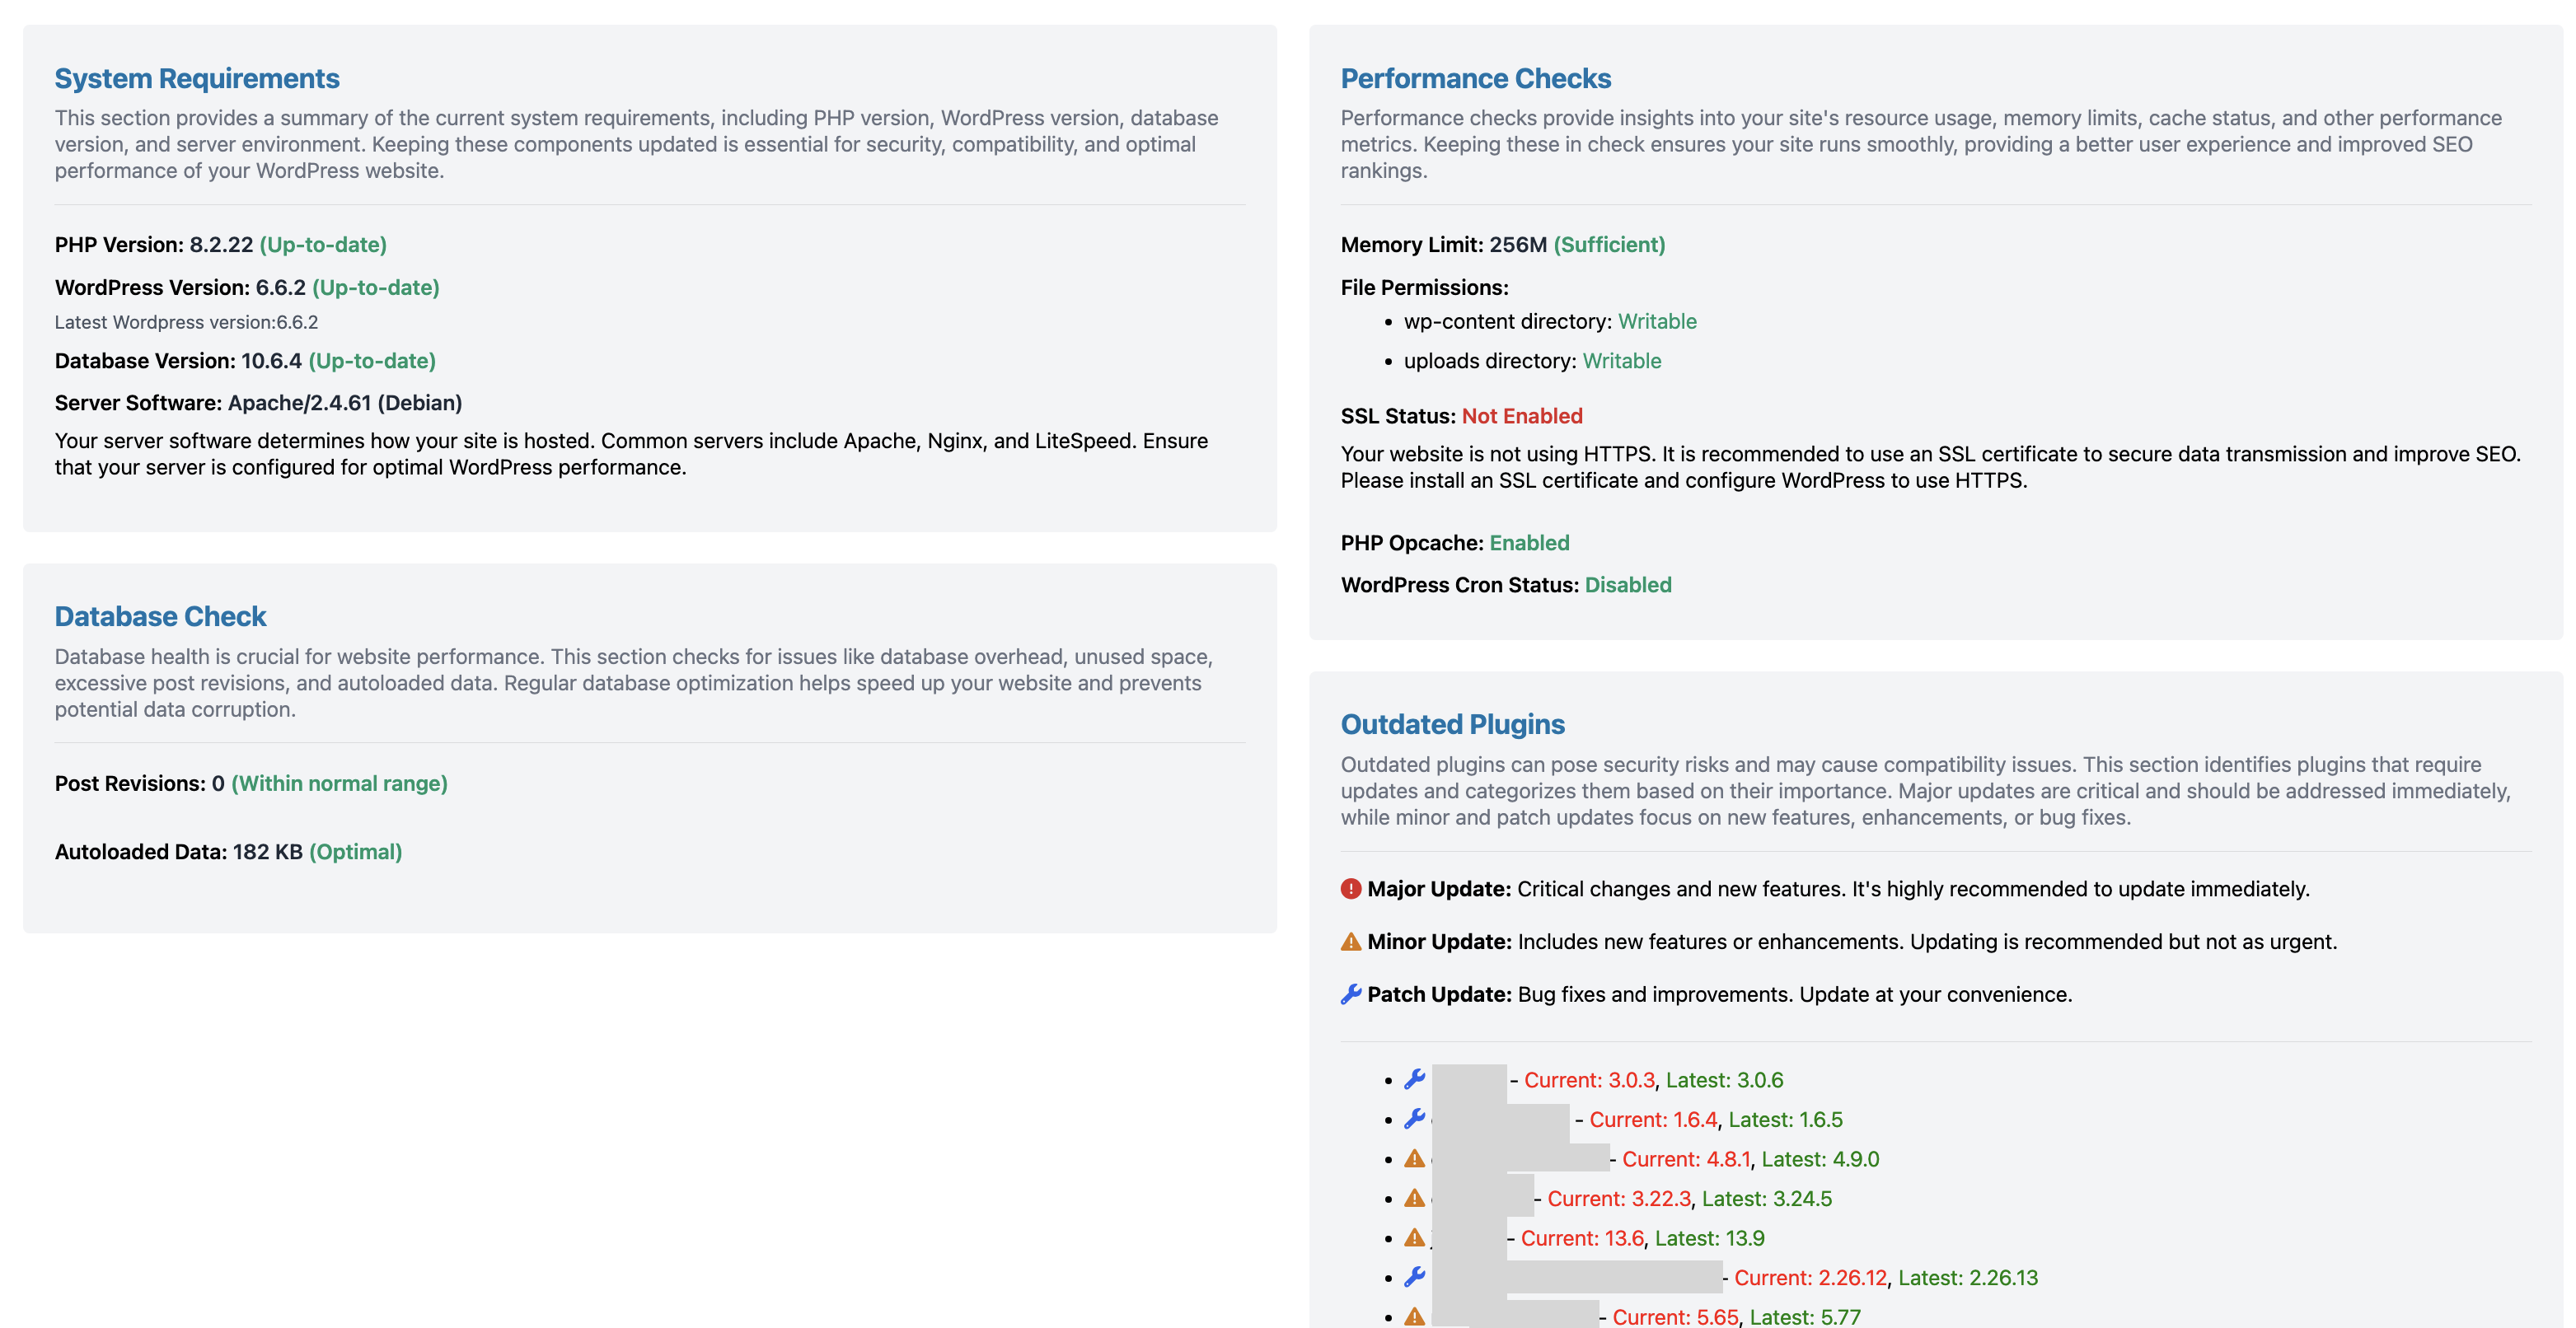 System Requirements
This section provides a summary of the current system requirements, including PHP version, WordPress version, database
version, and server environment. Keeping these components updated is essential for security, compatibility, and optimal
performance of your WordPress website.
PHP Version: 8.2.22 (Up-to-date)
WordPress Version: 6.6.2 (Up-to-date)
Latest Wordpress version:6.6.2
Database Version: 10.6.4 (Up-to-date)
Server Software: Apache/2.4.61 (Debian)
Your server software determines how your site is hosted. Common servers include Apache, Nginx, and LiteSpeed. Ensure
that your server is configured for optimal WordPress performance.
Database Check
Database health is crucial for website performance. This section checks for issues like database overhead, unused space,
excessive post revisions, and autoloaded data. Regular database optimization helps speed up your website and prevents
potential data corruption.
Post Revisions: 0 (Within normal range)
Autoloaded Data: 182 KB (Optimal)
Performance Checks
Performance checks provide insights into your site's resource usage, memory limits, cache status, and other performance
metrics. Keeping these in check ensures your site runs smoothly, providing a better user experience and improved SEO
rankings.
Memory Limit: 256M (Sufficient)
File Permissions:
• wp-content directory: Writable
• uploads directory: Writable
SSL Status: Not Enabled
Your website is not using HTTPS. It is recommended to use an SSL certificate to secure data transmission and improve SEO.
Please install an SSL certificate and configure WordPress to use HTTPS.
PHP Opcache: Enabled
WordPress Cron Status: Disabled
Outdated Plugins
Outdated plugins can pose security risks and may cause compatibility issues. This section identifies plugins that require
updates and categorizes them based on their importance. Major updates are critical and should be addressed immediately,
while minor and patch updates focus on new features, enhancements, or bug fixes.
Major Update: Critical changes and new features. It's highly recommended to update immediately.
Minor Update: Includes new features or enhancements. Updating is recommended but not as urgent.
Patch Update: Bug fixes and improvements. Update at your convenience.
• - Current: 3.0.3, Latest: 3.0.6
• - Current: 1.6.4, Latest: 1.6.5
• - Current: 4.8.1, Latest: 4.9.0
• - Current: 3.22.3, Latest: 3.24.5
• - Current: 13.6, Latest: 13.9
• - Current: 2.26.12, Latest: 2.26.13
• - Current: 5.65, Latest: 5.77